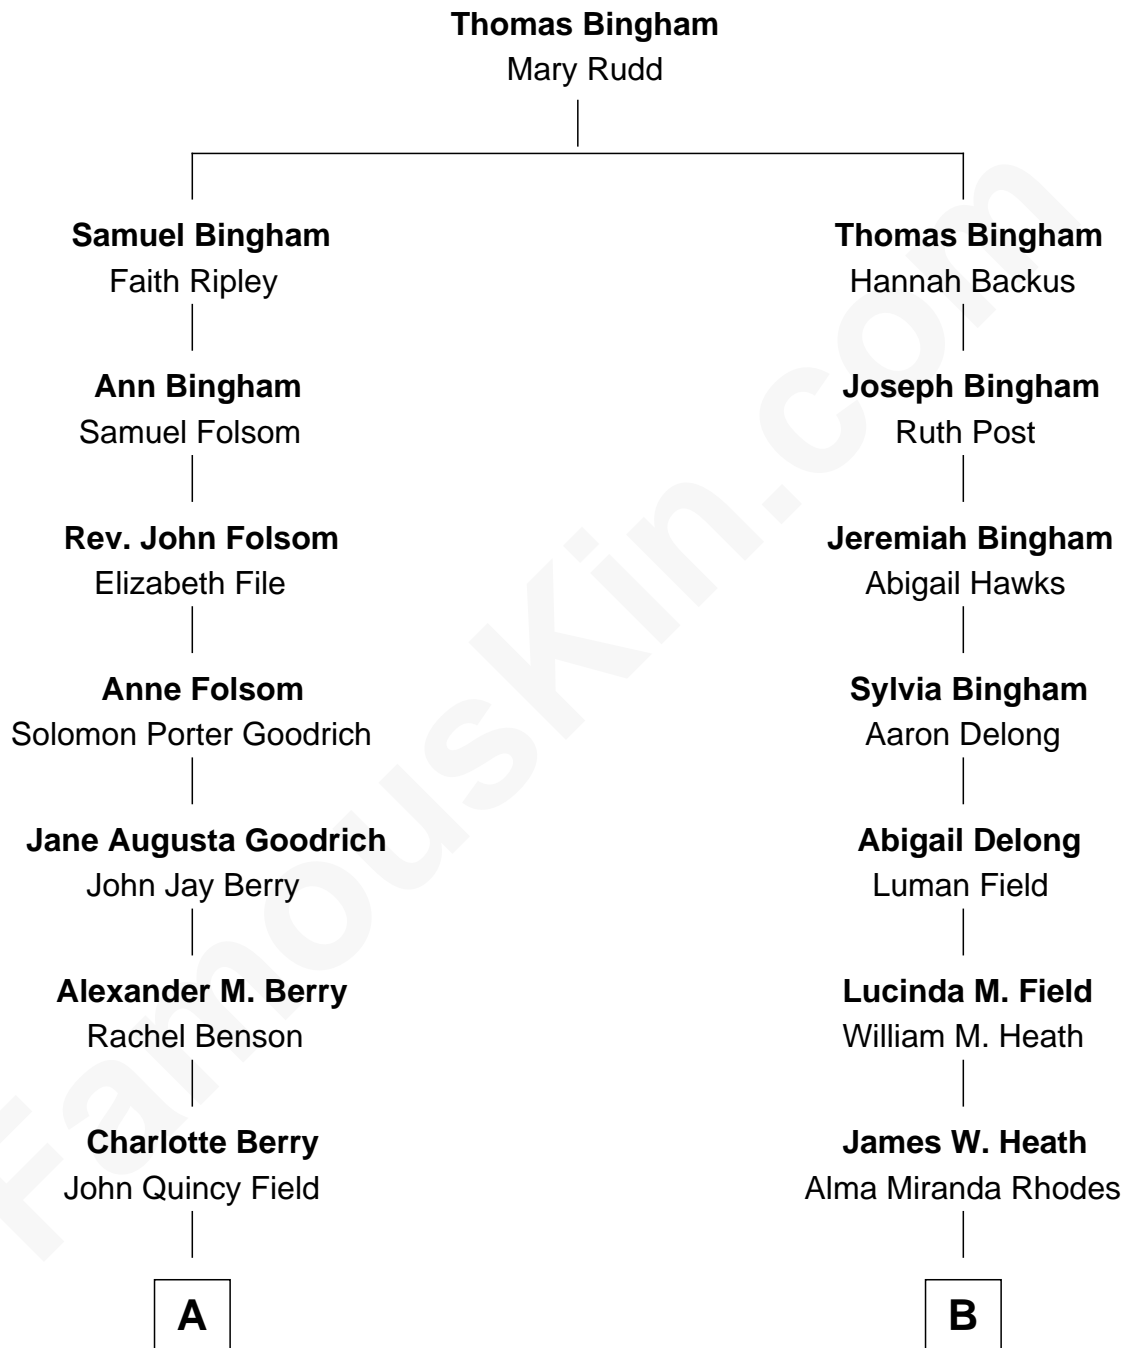 Thomas Bingham
Mary Rudd
Samuel Bingham
Faith Ripley
Thomas Bingham
Hannah Backus
Ann Bingham
Samuel Folsom
Joseph Bingham
Ruth Post
Rev. John Folsom
Elizabeth File
Jeremiah Bingham
Abigail Hawks
Anne Folsom
Solomon Porter Goodrich
Sylvia Bingham
Aaron Delong
Jane Augusta Goodrich
John Jay Berry
Abigail Delong
Luman Field
Alexander M. Berry
Rachel Benson
Lucinda M. Field
William M. Heath
Charlotte Berry
John Quincy Field
James W. Heath
Alma Miranda Rhodes
A
B
FamousKin.com